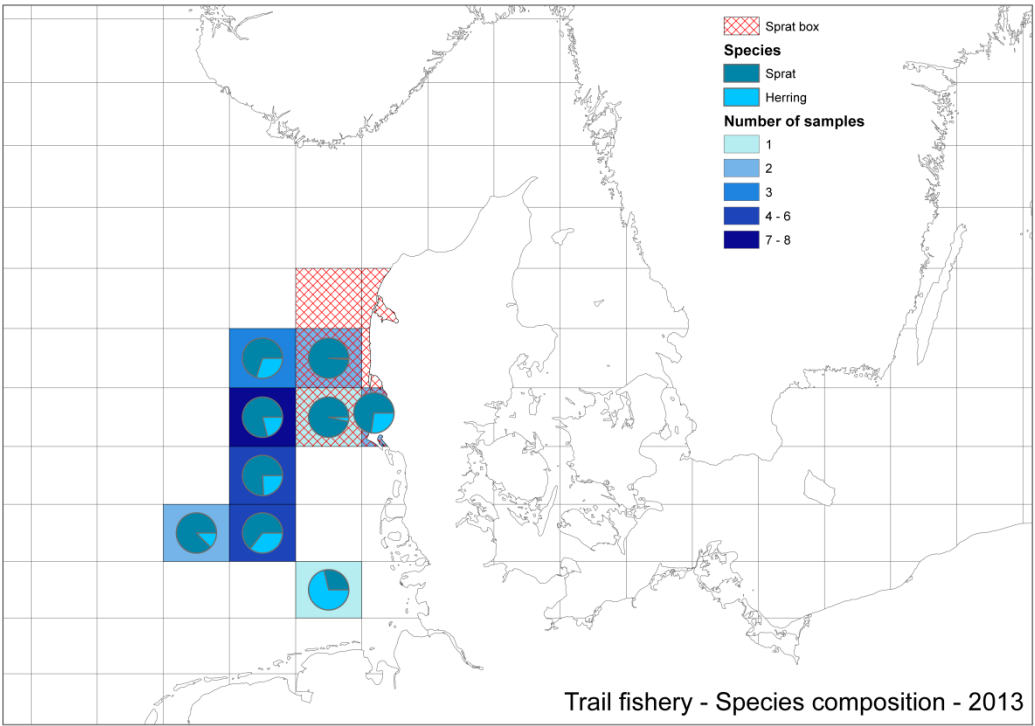 Sprat box
Species
Sprat
Herring
Number of samples
1
2
3
4 - 6
7 - 8
Trail fishery - Species composition - 2013